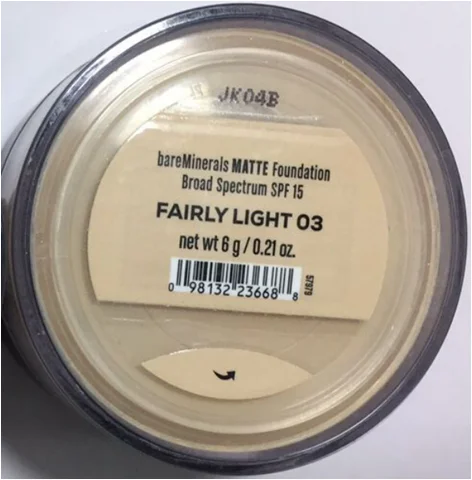 JK04B
bareMinerals MATTE Foundation
Broad Spectrum SPF 15
FAIRLY LIGHT 03
net wt 6 g / 0.21 oz.
57079
0 98132 23668 8